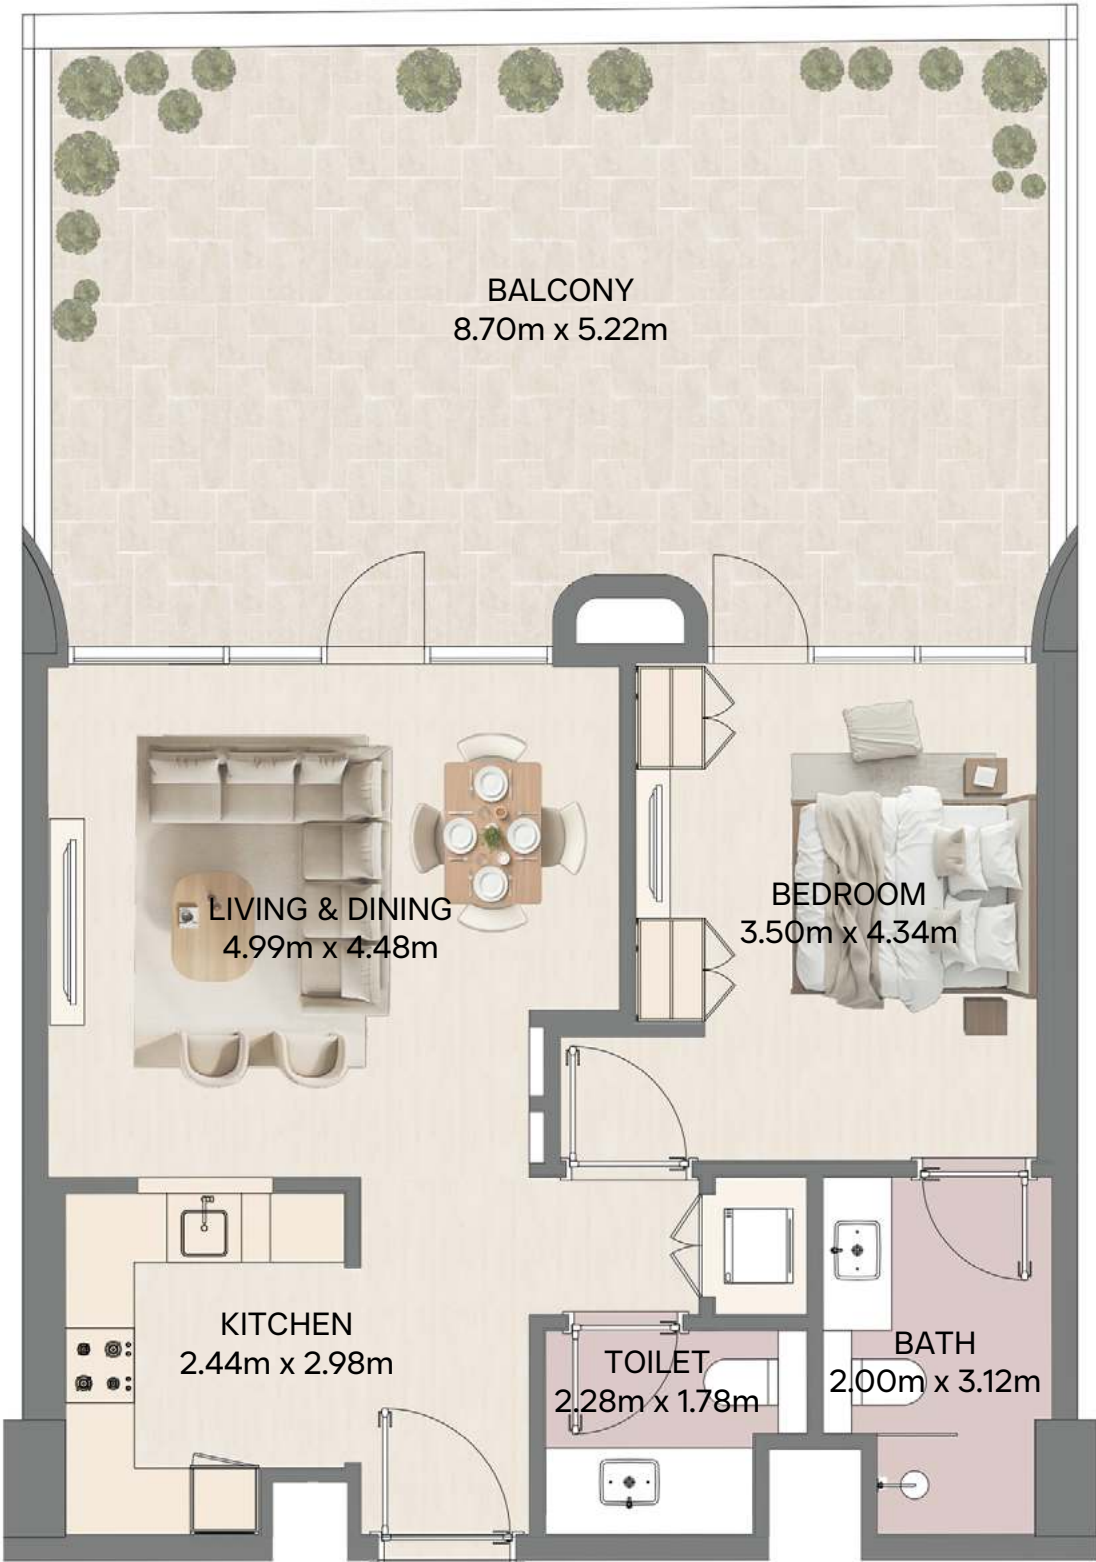 BALCONY
8.70m x 5.22m
LIVING & DINING
4.99m x 4.48m
BEDROOM
3.50m x 4.34m
KITCHEN
2.44m x 2.98m
TOILET
2.28m x 1.78m
BATH
2.00m x 3.12m